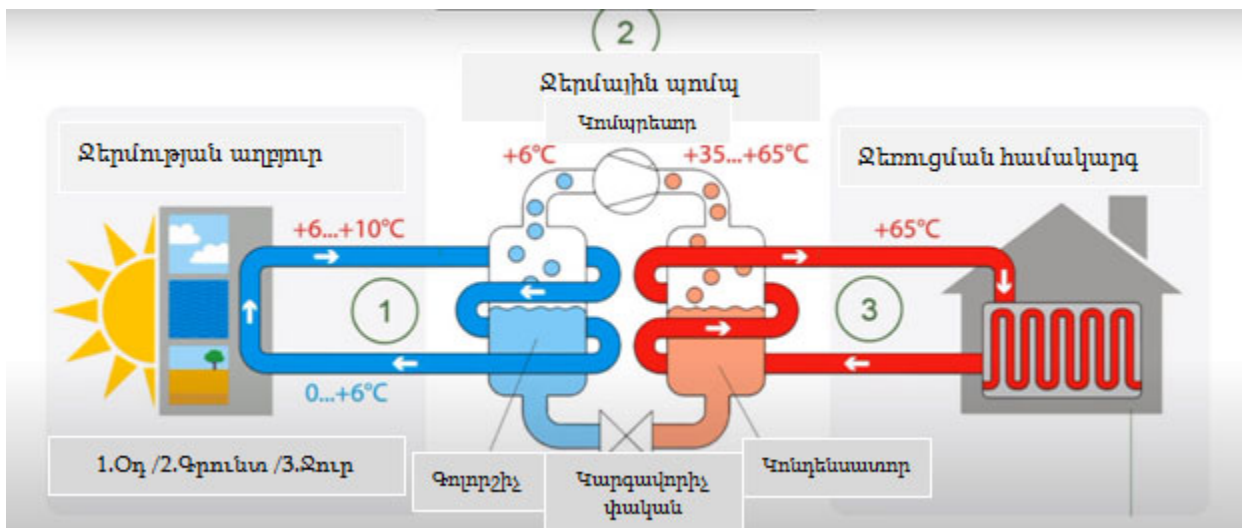 2
Ջերմային պոմպ
Կոմպրեսոր
Ջերմության աղբյուր
+6°C
+35...+65°C
Ջեռուցման համակարգ
+6...+10°C
+65°C
1
3
0...+6°C
1.Օդ /2.Գրունտ /3.Ջուր
Գոլորշիչ
Կարգավորիչ
փական
Կոնդենսատոր